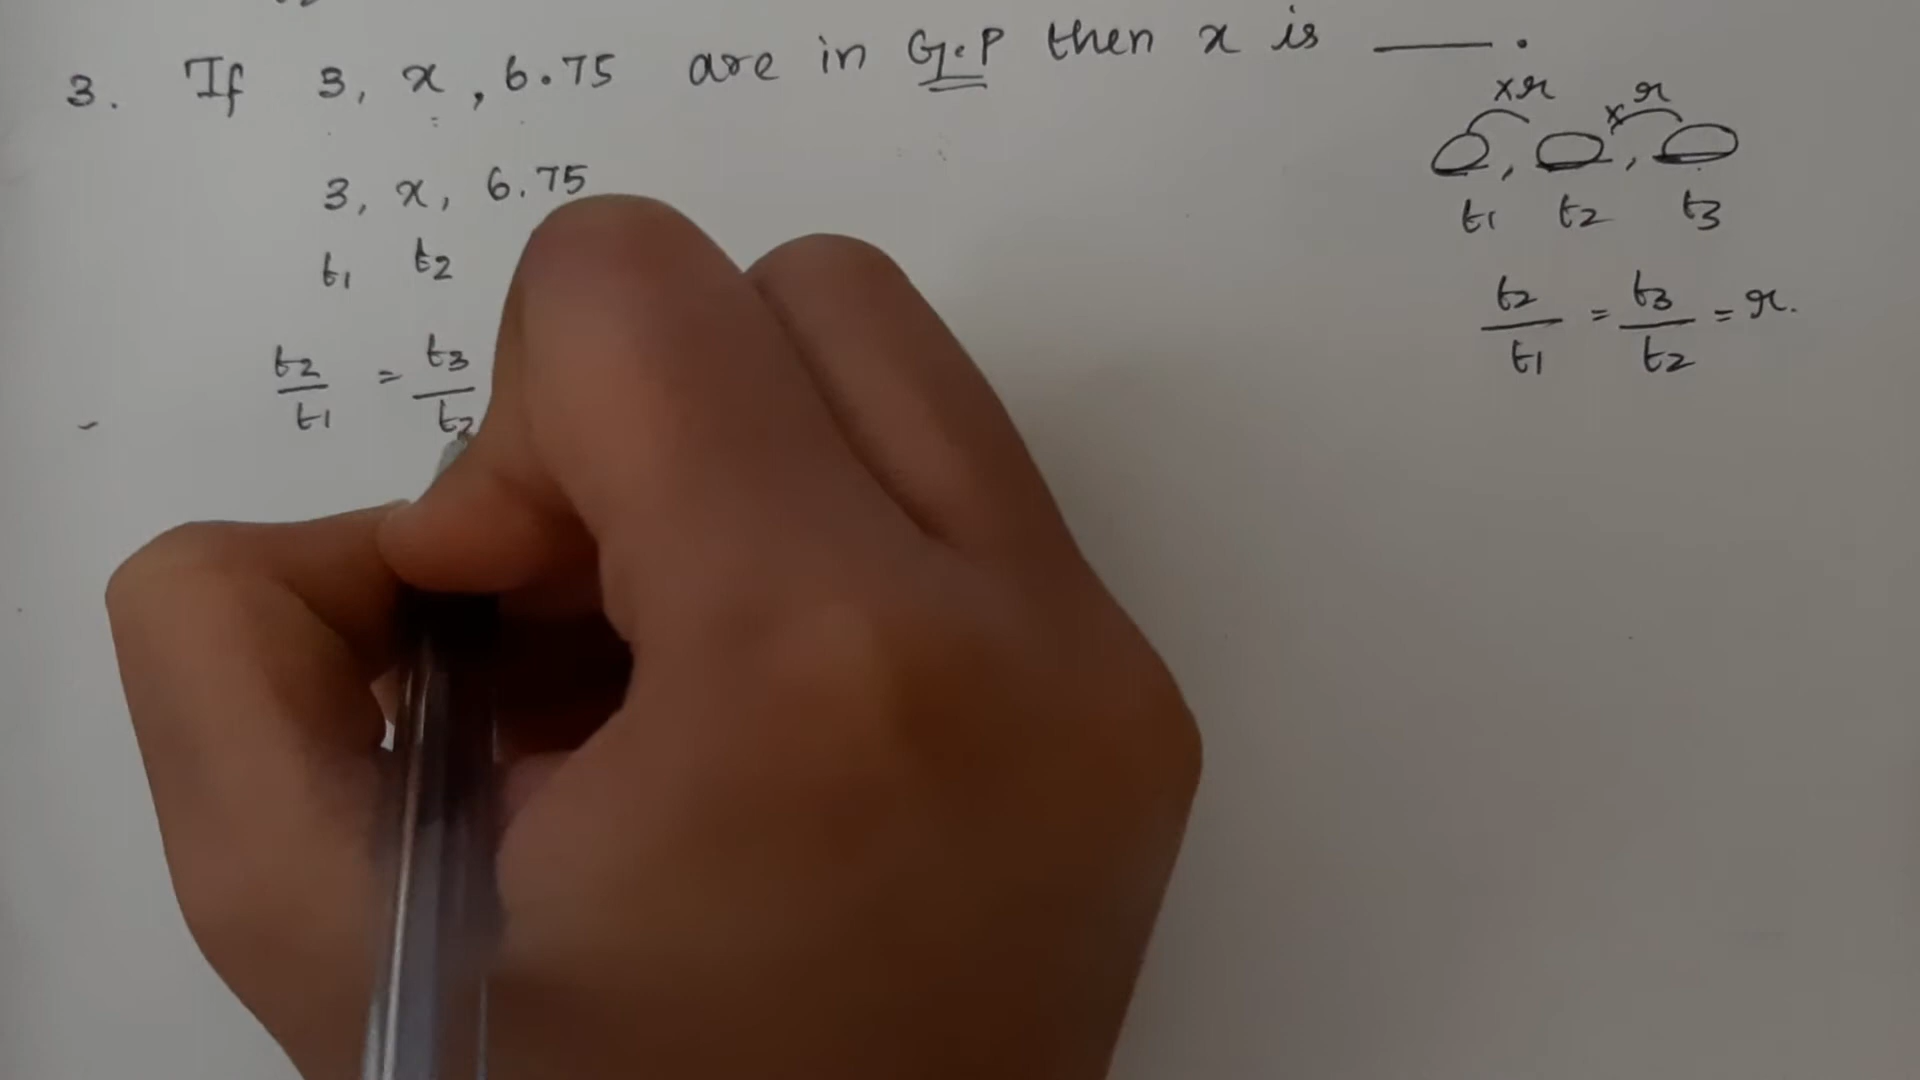 3. If 3, x, 6.75 are in G.P then x is ___.
3, x, 6.75
t1 t2
t2/t1 = t3/t2
xr xr
t1 t2 t3
t2/t1 = t3/t2 = r.